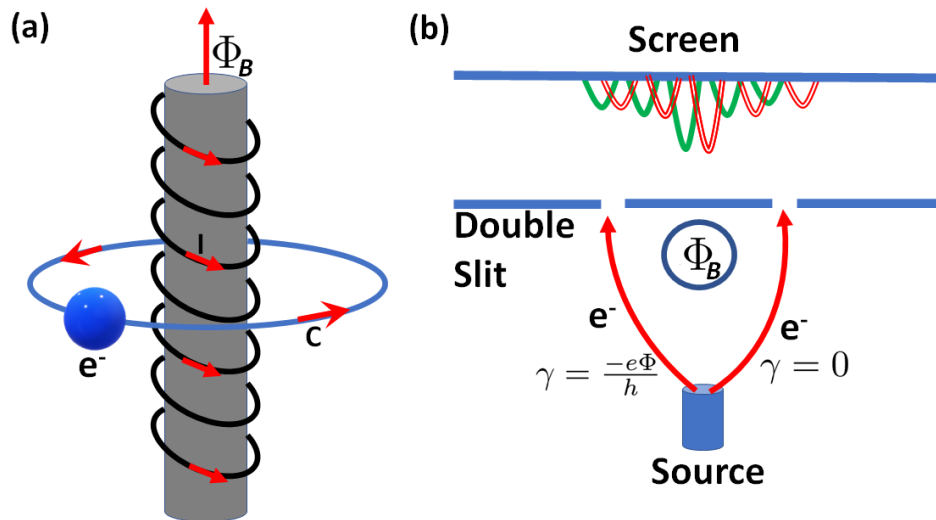 (a)
Φ_B
I
e⁻
C
(b)
Screen
Double
Slit
Φ_B
e⁻
e⁻
γ = −eΦ/h
γ = 0
Source